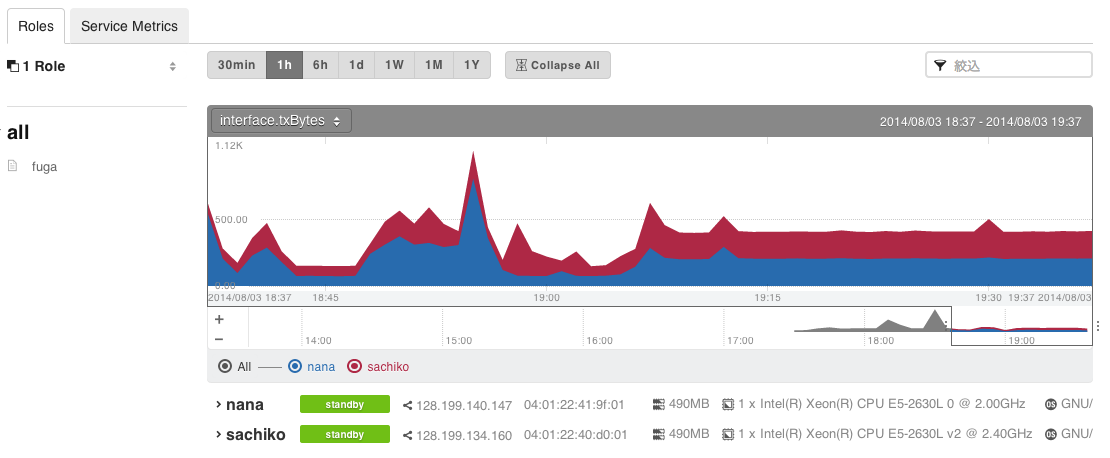 Roles Service Metrics
1 Role
30min 1h 6h 1d 1W 1M 1Y Collapse All 絞込
all
fuga
interface.txBytes 2014/08/03 18:37 - 2014/08/03 19:37
1.12K
500.00
0.00
2014/08/03 18:37 18:45 19:00 19:15 19:30 19:37 2014/08/03
+
−
14:00 15:00 16:00 17:00 18:00 19:00
All nana sachiko
nana standby 128.199.140.147 04:01:22:41:9f:01 490MB 1 x Intel(R) Xeon(R) CPU E5-2630L 0 @ 2.00GHz OS GNU/
sachiko standby 128.199.134.160 04:01:22:40:d0:01 490MB 1 x Intel(R) Xeon(R) CPU E5-2630L v2 @ 2.40GHz OS GNU/